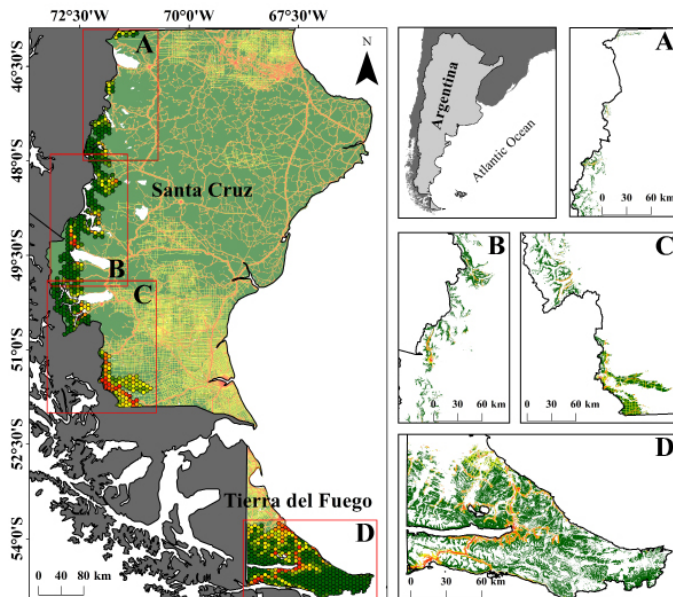 72°30'S 70°0'W 67°30'S
46°30'S
48°0'S
49°30'S
51°0'S
52°30'S
54°0'S
A
N
Santa Cruz
B
C
Tierra del Fuego
D
0 40 80 km
Argentina
Atlantic Ocean
A
0 30 60 km
B
0 30 60 km
C
0 30 60 km
D
0 30 60 km